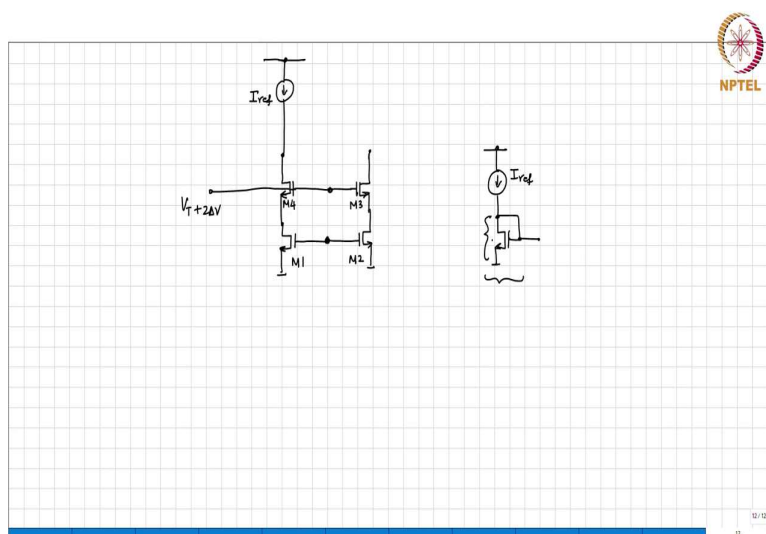 NPTEL
Iref
Iref
M4
M3
VT+2ΔV
M1
M2
12 / 12